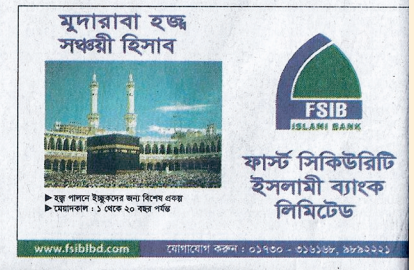 মুদারাবা হজ্জ
সঞ্চয়ী হিসাব
▶ হজ্ব পালনে ইচ্ছুকদের জন্য বিশেষ প্রকল্প
▶ মেয়াদকাল : ১ থেকে ২০ বছর পর্যন্ত
FSIB
ISLAMI BANK
ফার্স্ট সিকিউরিটি
ইসলামী ব্যাংক
লিমিটেড
www.fsiblbd.com
যোগাযোগ করুন : ০১৭৩০ - ৩১৬১৬৮, ৯৮৯২২২১